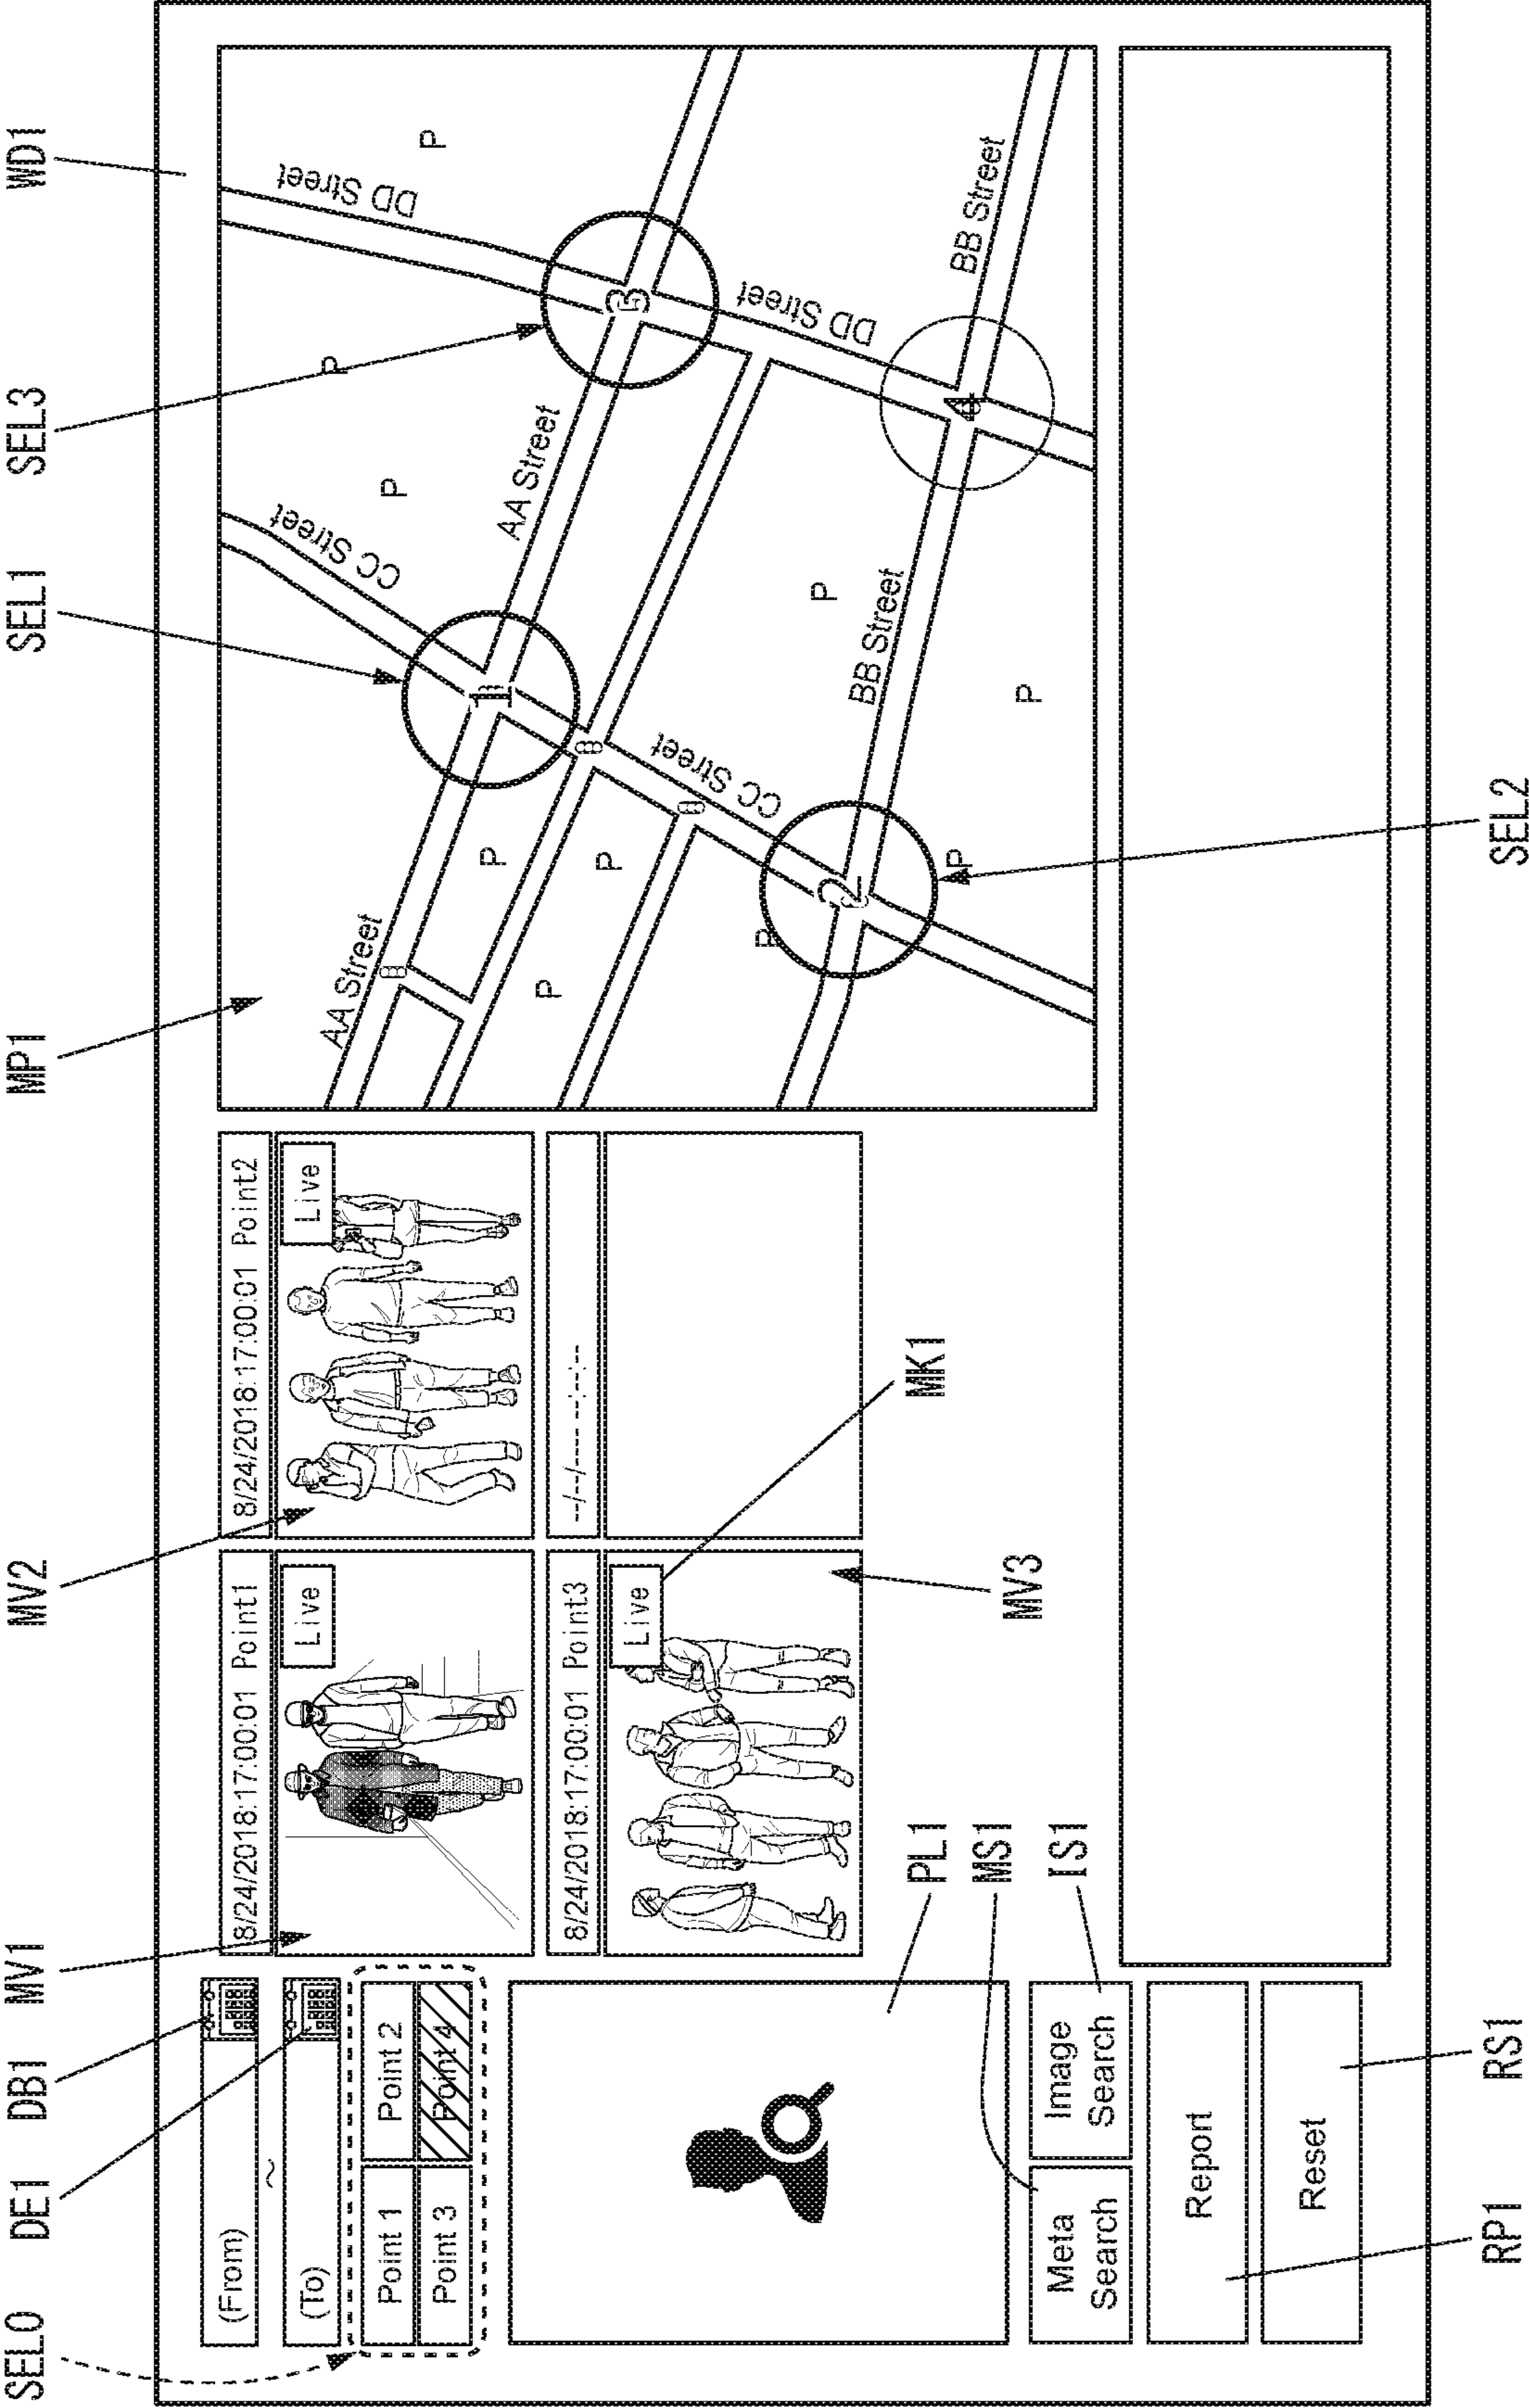 SEL0
DE1
DB1
MV1
MV2
MP1
SEL1
SEL3
WD1
(From)
~
(To)
Point 1
Point 2
Point 3
Point 4
Meta
Search
Image
Search
Report
Reset
8/24/2018:17:00:01 Point1
Live
8/24/2018:17:00:01 Point2
Live
8/24/2018:17:00:01 Point3
Live
--/--/---- --:--:--
AA Street
CC Street
AA Street
DD Street
CC Street
BB Street
DD Street
BB Street
1
2
3
4
P
P
P
P
P
P
P
P
P
P
P
PL1
MS1
IS1
MV3
MK1
RP1
RS1
SEL2